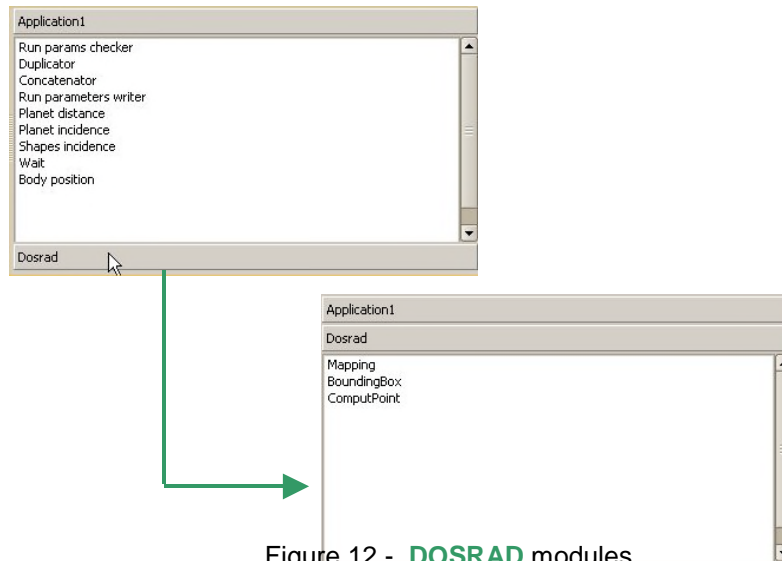 Application1
Run params checker
Duplicator
Concatenator
Run parameters writer
Planet distance
Planet incidence
Shapes incidence
Wait
Body position
Dosrad
Application1
Dosrad
Mapping
BoundingBox
ComputPoint
Figure 12 - DOSRAD modules